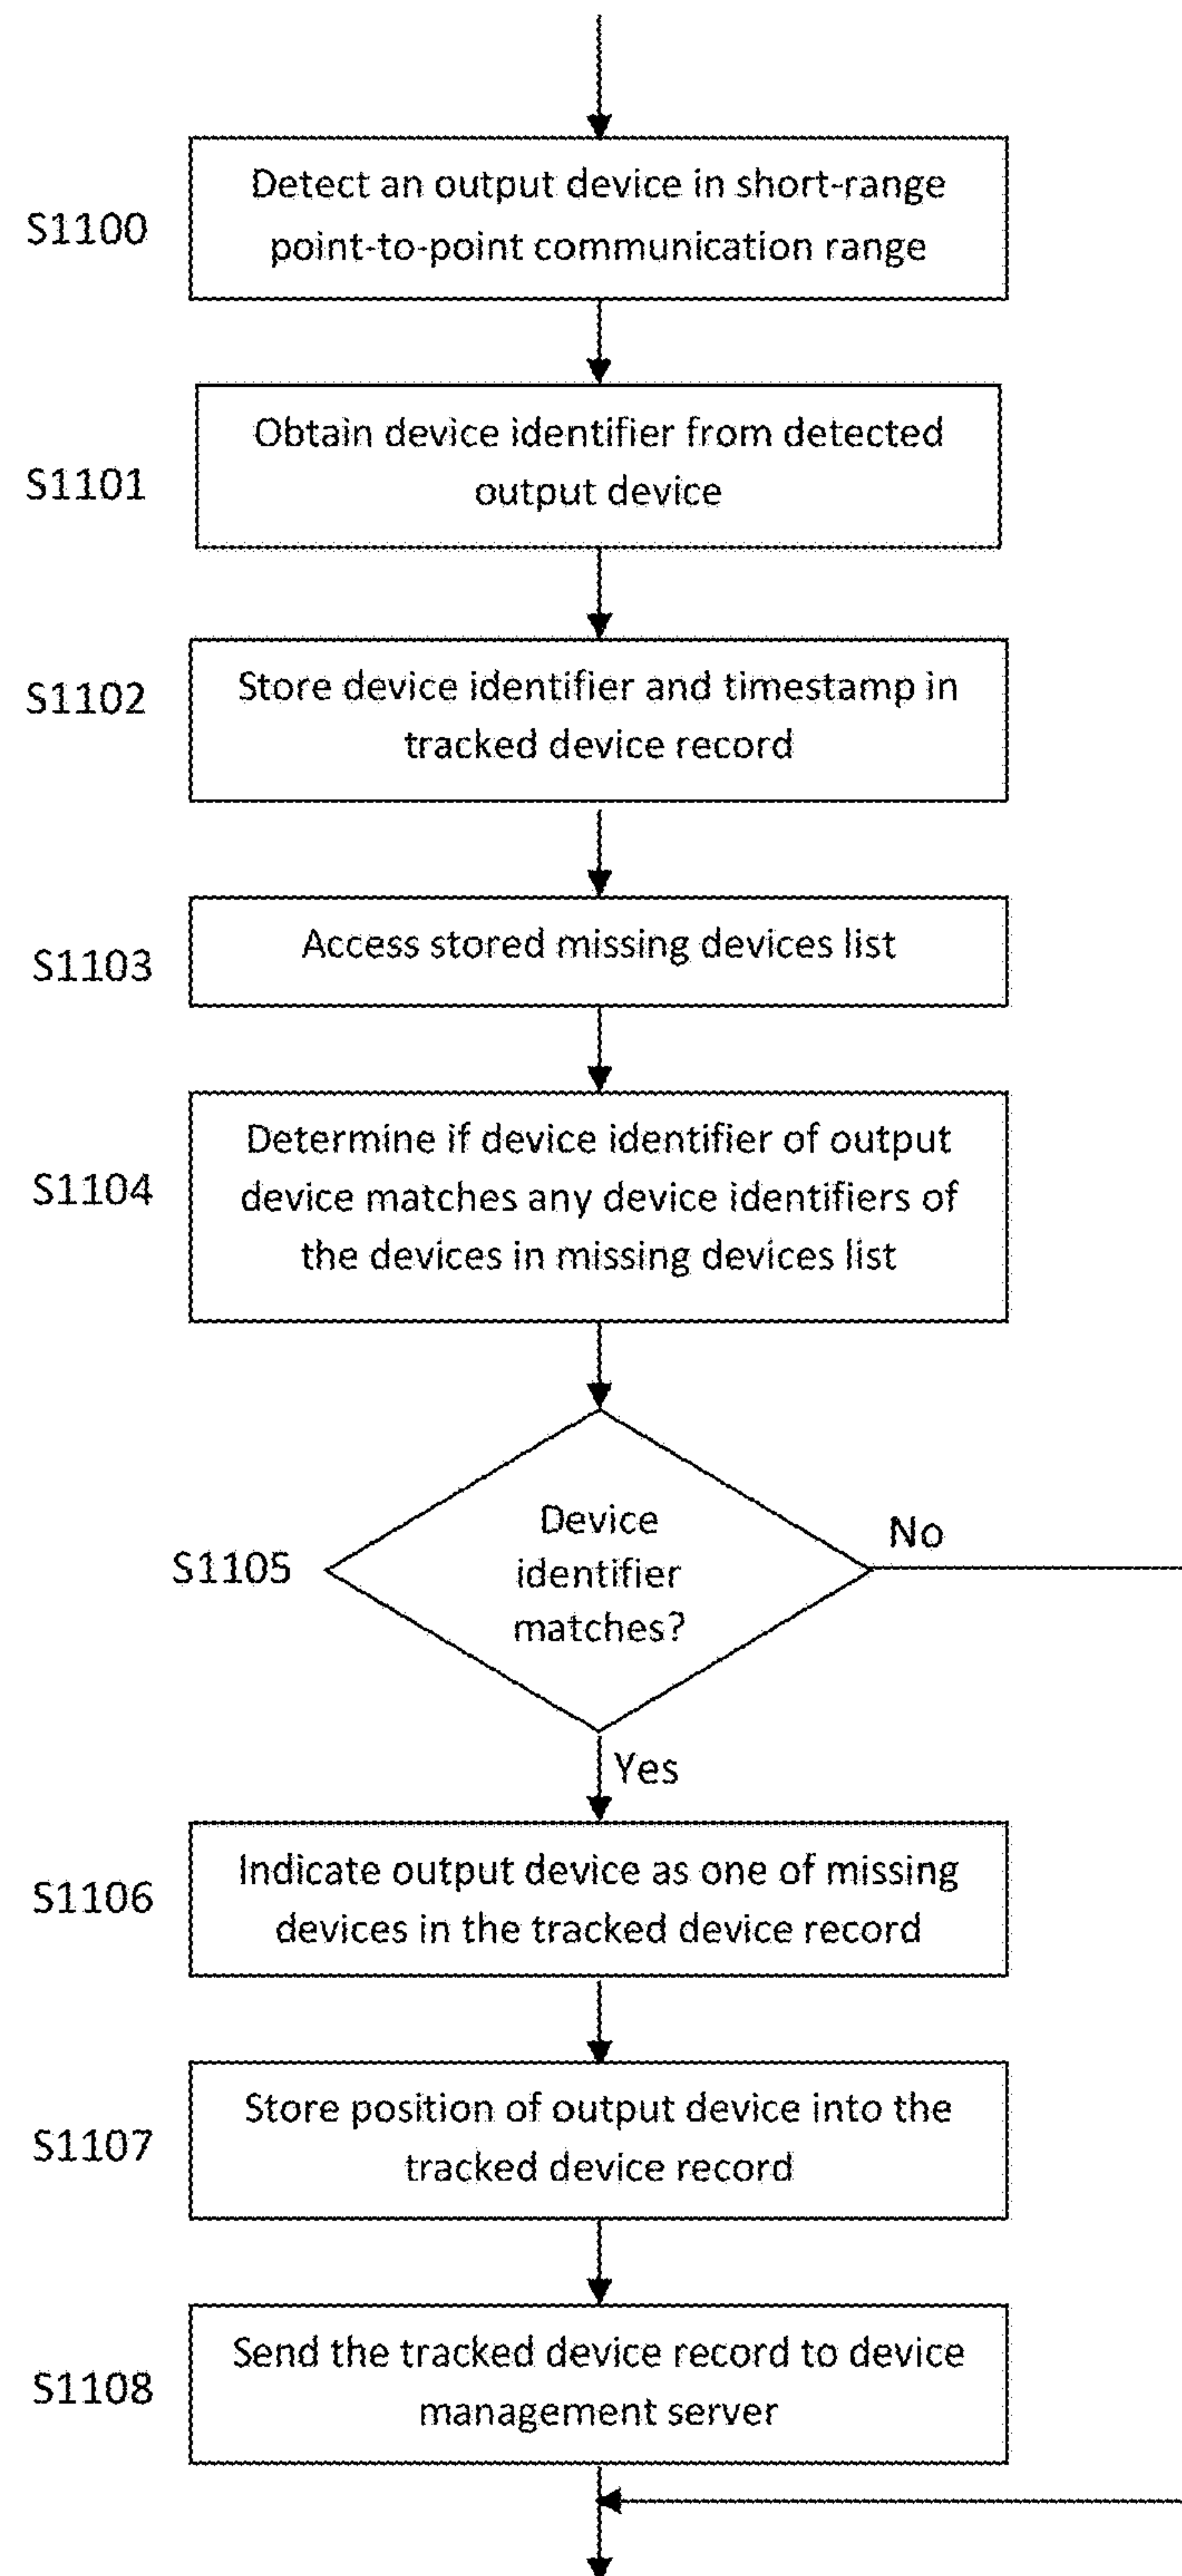 S1100
Detect an output device in short-range
point-to-point communication range
S1101
Obtain device identifier from detected
output device
S1102
Store device identifier and timestamp in
tracked device record
S1103
Access stored missing devices list
S1104
Determine if device identifier of output
device matches any device identifiers of
the devices in missing devices list
S1105
Device
identifier
matches?
No
Yes
S1106
Indicate output device as one of missing
devices in the tracked device record
S1107
Store position of output device into the
tracked device record
S1108
Send the tracked device record to device
management server